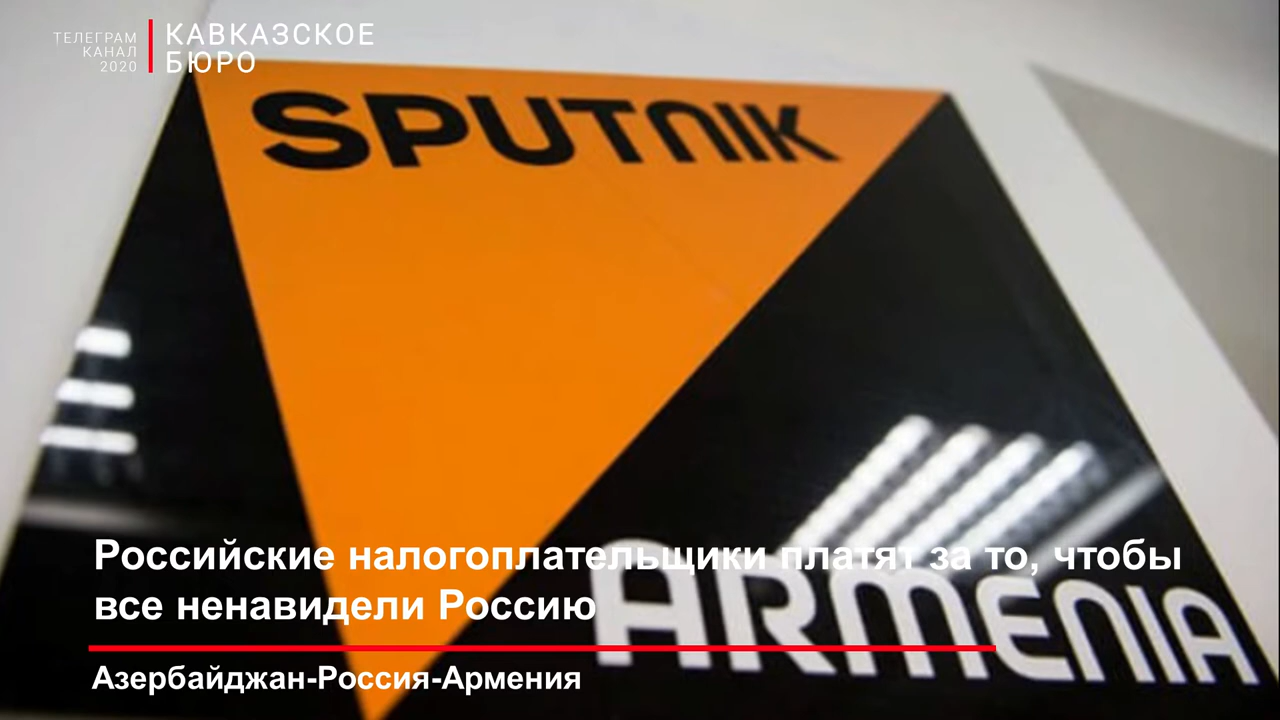 ТЕЛЕГРАМ
КАНАЛ
2020
КАВКАЗСКОЕ
БЮРО
SPUTNIK
ARMENIA
Российские налогоплательщики платят за то, чтобы
все ненавидели Россию
Азербайджан-Россия-Армения